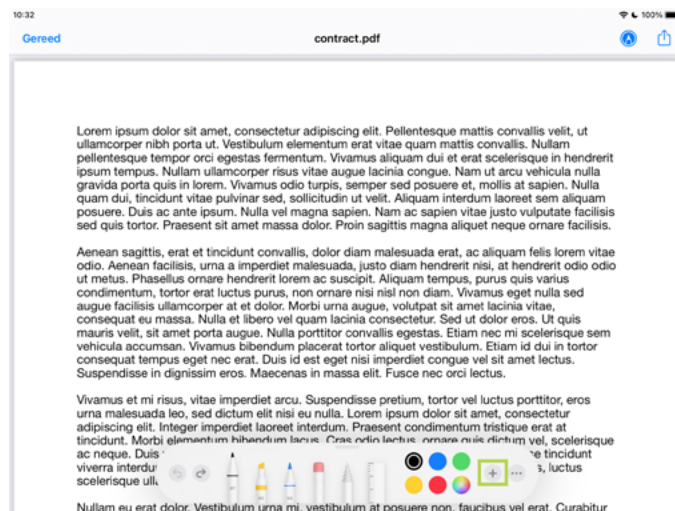 10:32
100%
Gereed
contract.pdf
Lorem ipsum dolor sit amet, consectetur adipiscing elit. Pellentesque mattis convallis velit, ut
ullamcorper nibh porta ut. Vestibulum elementum erat vitae quam mattis convallis. Nullam
pellentesque tempor orci egestas fermentum. Vivamus aliquam dui et erat scelerisque in hendrerit
ipsum tempus. Nullam ullamcorper risus vitae augue lacinia congue. Nam ut arcu vehicula nulla
gravida porta quis in lorem. Vivamus odio turpis, semper sed posuere et, mollis at sapien. Nulla
quam dui, tincidunt vitae pulvinar sed, sollicitudin ut velit. Aliquam interdum laoreet sem aliquam
posuere. Duis ac ante ipsum. Nulla vel magna sapien. Nam ac sapien vitae justo vulputate facilisis
sed quis tortor. Praesent sit amet massa dolor. Proin sagittis magna aliquet neque ornare facilisis.
Aenean sagittis, erat et tincidunt convallis, dolor diam malesuada erat, ac aliquam felis lorem vitae
odio. Aenean facilisis, urna a imperdiet malesuada, justo diam hendrerit nisi, at hendrerit odio odio
ut metus. Phasellus ornare hendrerit lorem ac suscipit. Aliquam tempus, purus quis varius
condimentum, tortor erat luctus purus, non ornare nisi nisl non diam. Vivamus eget nulla sed
augue facilisis ullamcorper at et dolor. Morbi urna augue, volutpat sit amet lacinia vitae,
consequat eu massa. Nulla et libero vel quam lacinia consectetur. Sed ut dolor eros. Ut quis
mauris velit, sit amet porta augue. Nulla porttitor convallis egestas. Etiam nec mi scelerisque sem
vehicula accumsan. Vivamus bibendum placerat tortor aliquet vestibulum. Etiam id dui in tortor
consequat tempus eget nec erat. Duis id est eget nisi imperdiet congue vel sit amet lectus.
Suspendisse in dignissim eros. Maecenas in massa elit. Fusce nec orci lectus.
Vivamus et mi risus, vitae imperdiet arcu. Suspendisse pretium, tortor vel luctus porttitor, eros
urna malesuada leo, sed dictum elit nisi eu nulla. Lorem ipsum dolor sit amet, consectetur
adipiscing elit. Integer imperdiet laoreet interdum. Praesent condimentum tristique erat at
tincidunt. Morbi elementum bibendum lacus. Cras odio lectus, ornare quis dictum vel, scelerisque
ac neque. Duis se tincidunt
viverra interdu s, luctus
scelerisque ulla
Nullam eu erat dolor. Vestibulum urna mi, vestibulum at posuere non, faucibus vel erat. Curabitur